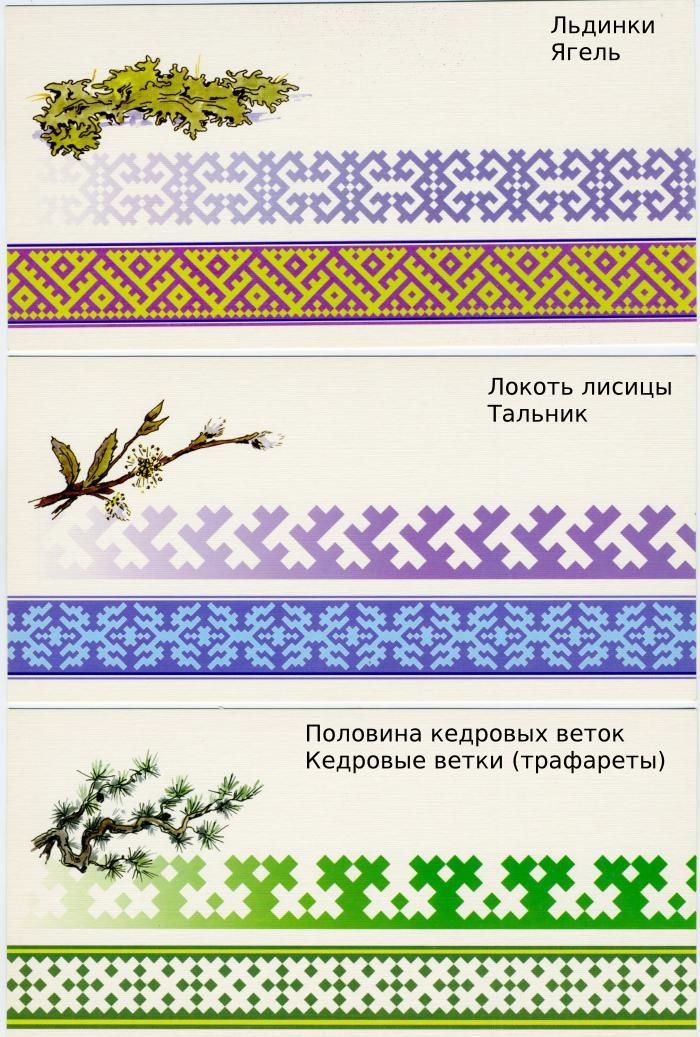 Льдинки
Ягель
Локоть лисицы
Тальник
Половина кедровых веток
Кедровые ветки (трафареты)